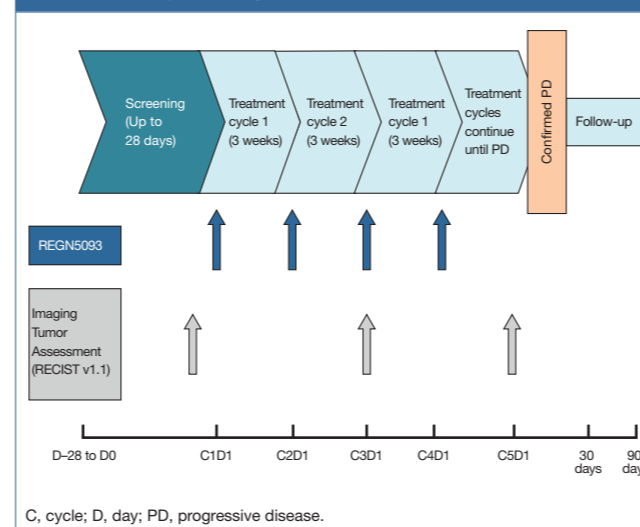 Screening
(Up to
28 days)
Treatment
cycle 1
(3 weeks)
Treatment
cycle 2
(3 weeks)
Treatment
cycle 1
(3 weeks)
Treatment
cycles
continue
until PD
Confirmed PD
Follow-up
REGN5093
Imaging
Tumor
Assessment
(RECIST v1.1)
D–28 to D0
C1D1
C2D1
C3D1
C4D1
C5D1
30
days
90
C, cycle; D, day; PD, progressive disease.